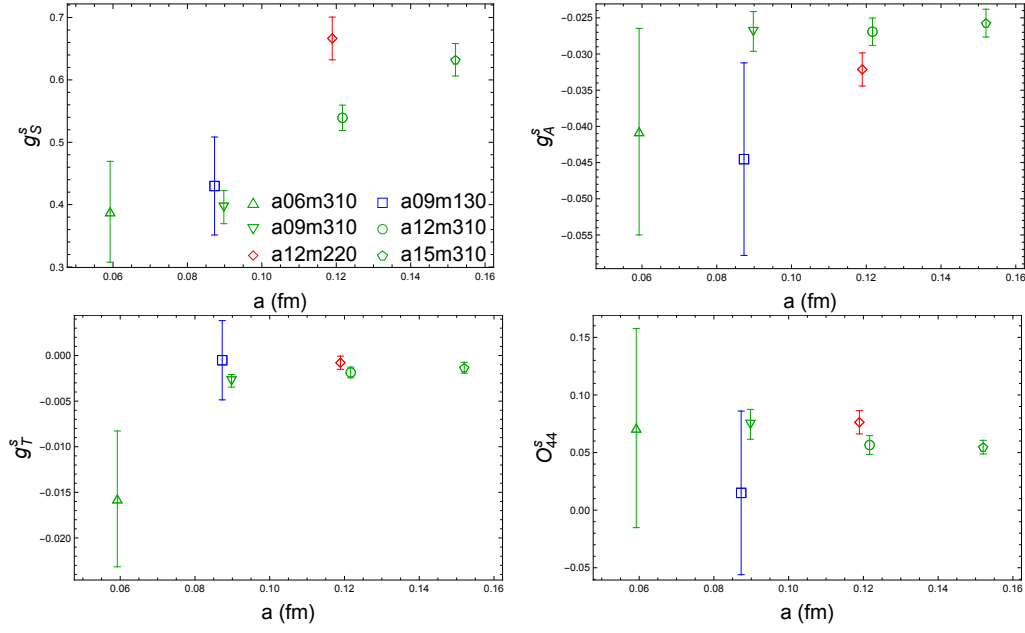 0.7
0.6
0.5
0.4
0.3
g_S^s
a06m310
a09m130
a09m310
a12m310
a12m220
a15m310
0.06 0.08 0.10 0.12 0.14 0.16
a (fm)
-0.025
-0.030
-0.035
-0.040
-0.045
-0.050
-0.055
g_A^s
0.06 0.08 0.10 0.12 0.14 0.16
a (fm)
0.000
-0.005
-0.010
-0.015
-0.020
g_T^s
0.06 0.08 0.10 0.12 0.14 0.16
a (fm)
0.15
0.10
0.05
0.00
-0.05
O_44^s
0.06 0.08 0.10 0.12 0.14 0.16
a (fm)